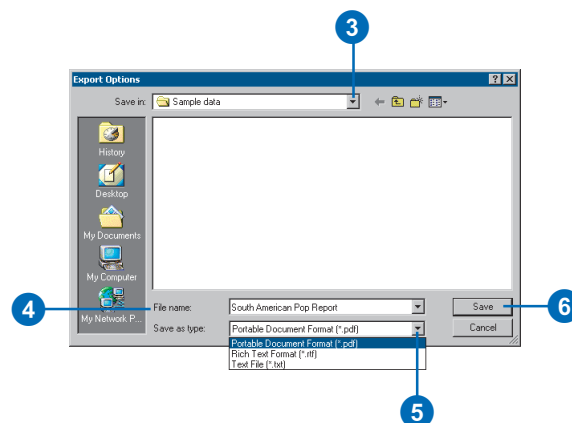 3
Export Options
Save in: Sample data
History
Desktop
My Documents
My Computer
My Network P...
4
File name: South American Pop Report Save
6
Save as type: Portable Document Format (*.pdf) Cancel
Portable Document Format (*.pdf)
Rich Text Format (*.rtf)
Text File (*.txt)
5